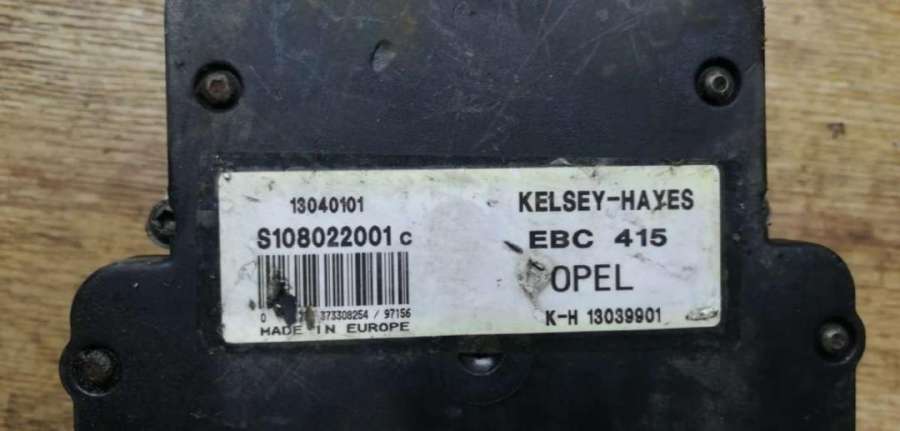 13040101
S108022001 C
373308254 / 97156
MADE IN EUROPE
KELSEY-HAYES
EBC 415
OPEL
K-H 13039901